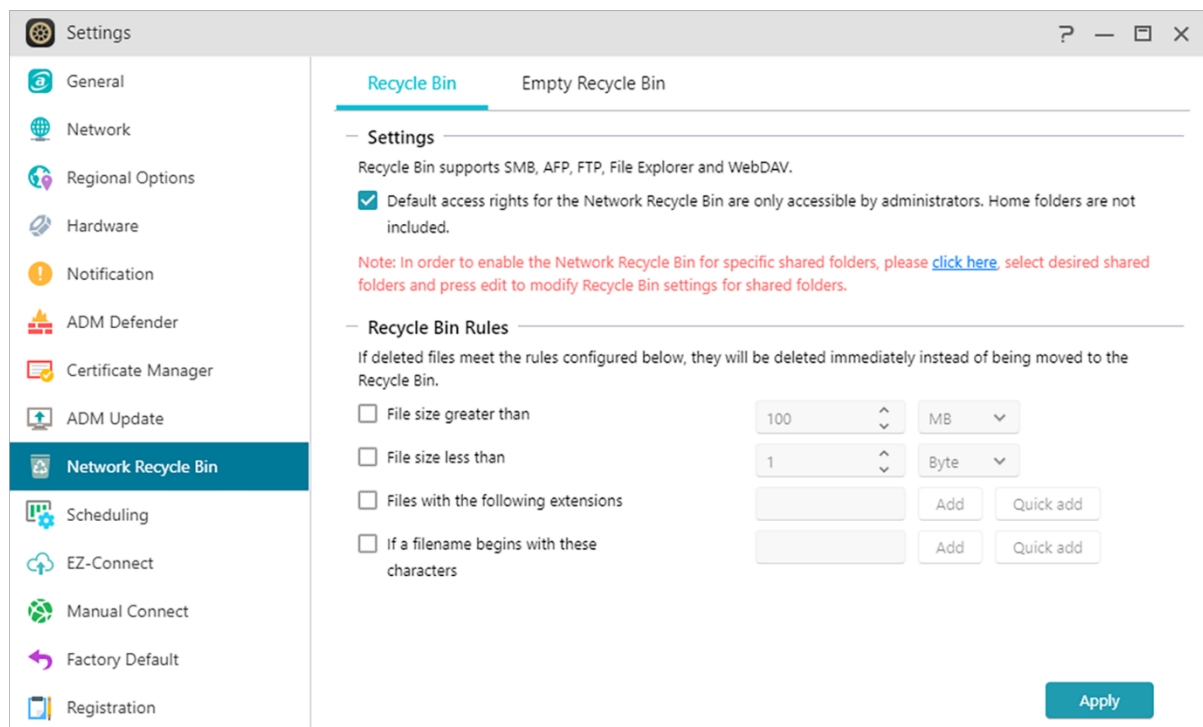 Settings
General
Network
Regional Options
Hardware
Notification
ADM Defender
Certificate Manager
ADM Update
Network Recycle Bin
Scheduling
EZ-Connect
Manual Connect
Factory Default
Registration
Recycle Bin Empty Recycle Bin
Settings
Recycle Bin supports SMB, AFP, FTP, File Explorer and WebDAV.
Default access rights for the Network Recycle Bin are only accessible by administrators. Home folders are not
included.
Note: In order to enable the Network Recycle Bin for specific shared folders, please click here, select desired shared
folders and press edit to modify Recycle Bin settings for shared folders.
Recycle Bin Rules
If deleted files meet the rules configured below, they will be deleted immediately instead of being moved to the
Recycle Bin.
File size greater than 100 MB
File size less than 1 Byte
Files with the following extensions Add Quick add
If a filename begins with these Add Quick add
characters
Apply